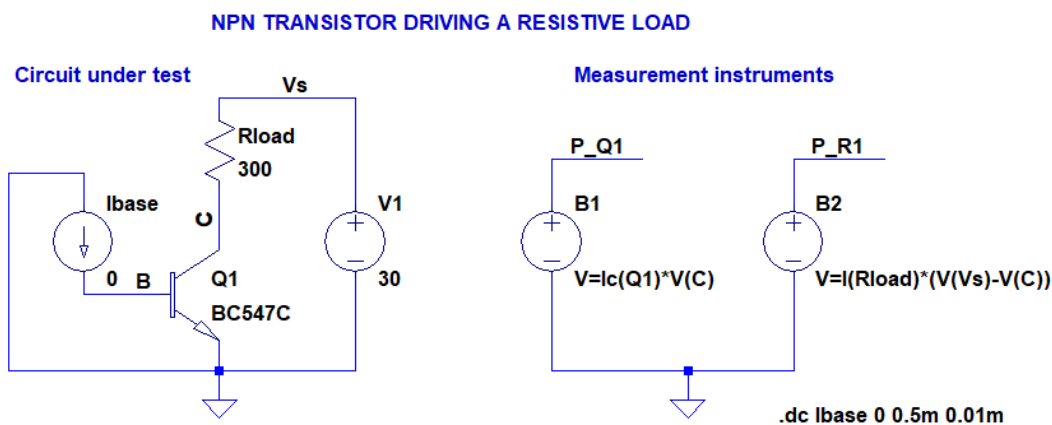 NPN TRANSISTOR DRIVING A RESISTIVE LOAD
Circuit under test
Measurement instruments
Vs
Rload
300
C
Ibase
0
B
Q1
BC547C
V1
+
−
30
P_Q1
B1
+
−
V=Ic(Q1)*V(C)
P_R1
B2
+
−
V=I(Rload)*(V(Vs)-V(C))
.dc Ibase 0 0.5m 0.01m